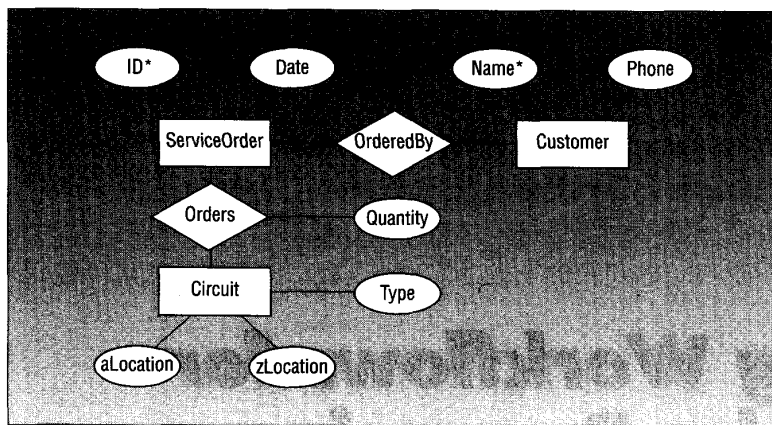 ID* Date Name* Phone
ServiceOrder OrderedBy Customer
Orders Quantity
Circuit Type
aLocation zLocation